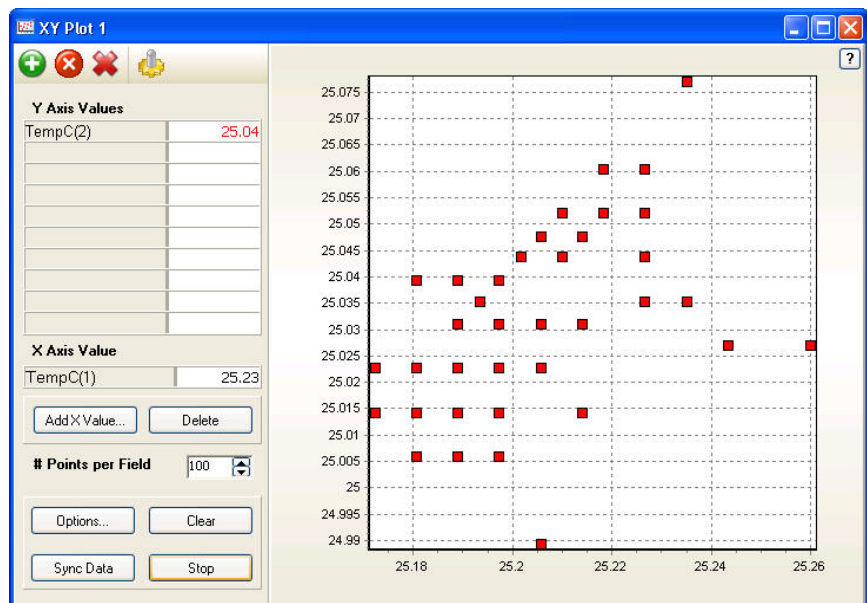 XY Plot 1
?
Y Axis Values
TempC(2) 25.04
X Axis Value
TempC(1) 25.23
Add X Value... Delete
# Points per Field 100
Options... Clear
Sync Data Stop
25.075
25.07
25.065
25.06
25.055
25.05
25.045
25.04
25.035
25.03
25.025
25.02
25.015
25.01
25.005
25
24.995
24.99
25.18 25.2 25.22 25.24 25.26